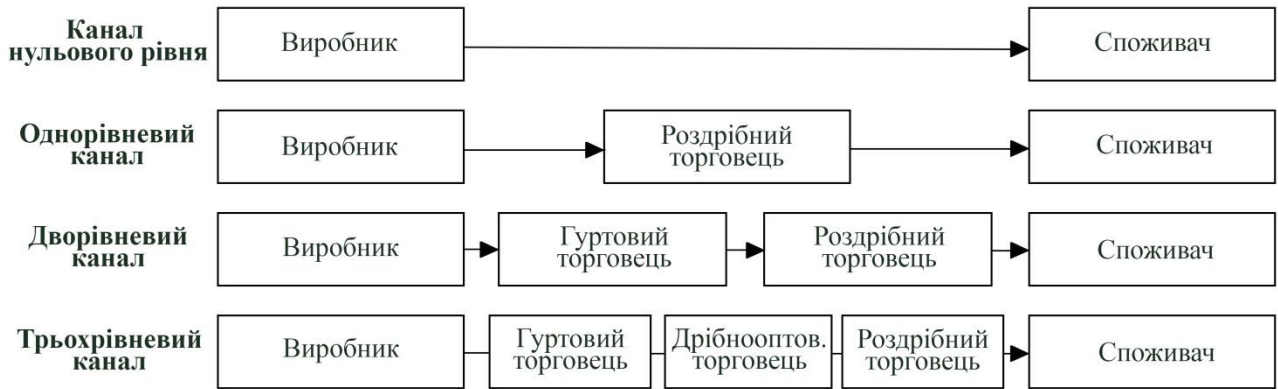 Канал
нульового рівня
Виробник
Споживач
Однорівневий
канал
Виробник
Роздрібний
торговець
Споживач
Дворівневий
канал
Виробник
Гуртовий
торговець
Роздрібний
торговець
Споживач
Трьохрівневий
канал
Виробник
Гуртовий
торговець
Дрібнооптов.
торговець
Роздрібний
торговець
Споживач